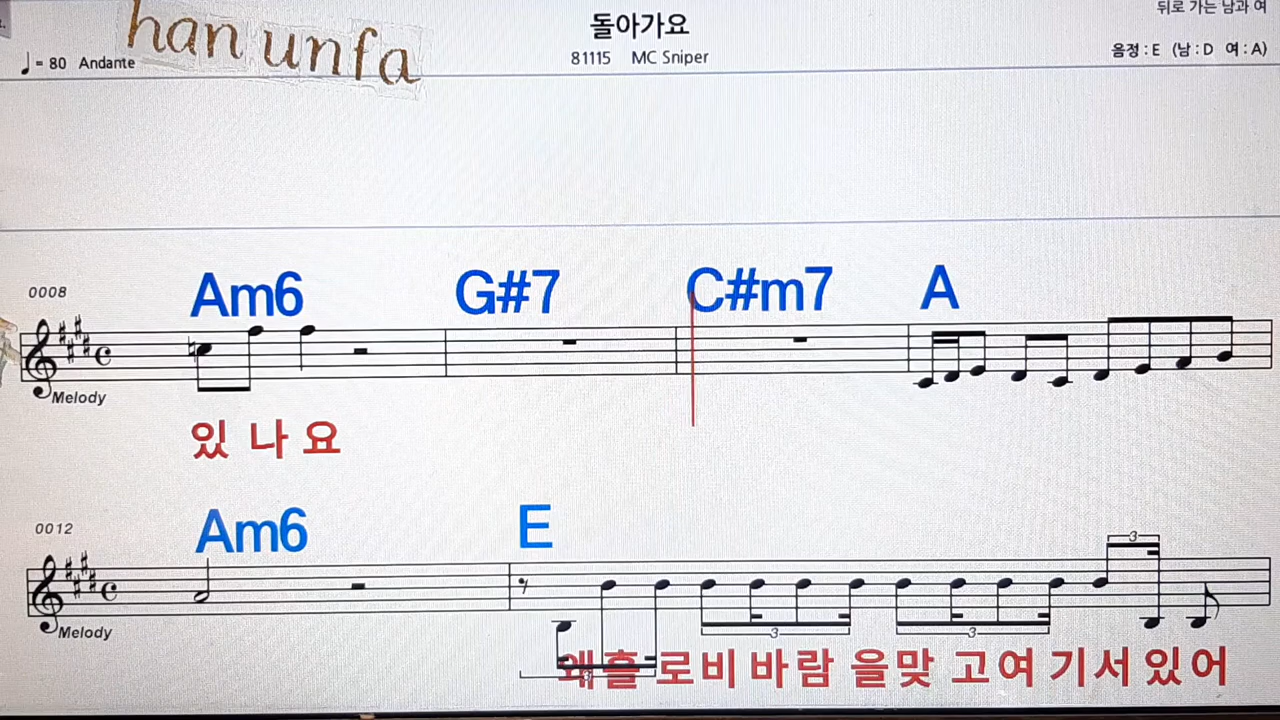 han unfa
돌아가요
뒤로 가는 남과 여
♩= 80 Andante
81115 MC Sniper
음정 : E (남 : D 여 : A)
0008
Am6 G#7 C#m7 A
Melody
있 나 요
0012
Am6 E
3
Melody
3 3 3
왜 흘 로 비 바 람 을 맞 고 여 기 서 있 어